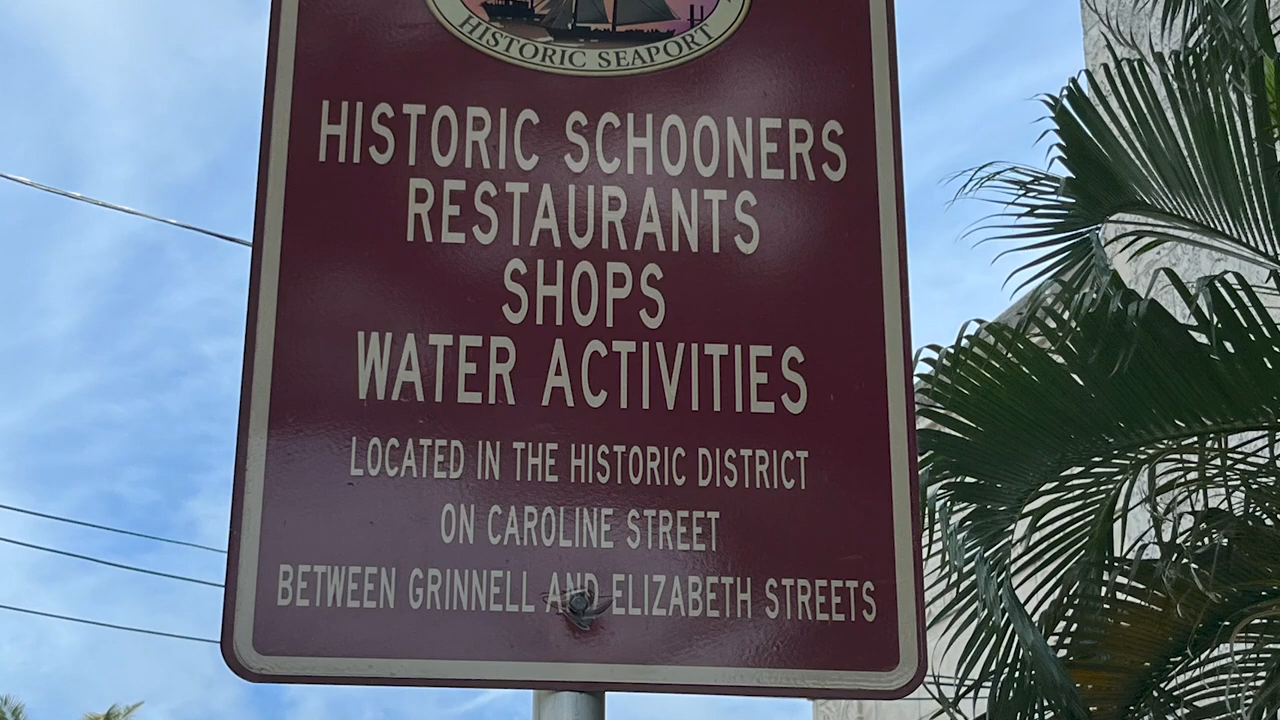 HISTORIC SEAPORT
HISTORIC SCHOONERS
RESTAURANTS
SHOPS
WATER ACTIVITIES
LOCATED IN THE HISTORIC DISTRICT
ON CAROLINE STREET
BETWEEN GRINNELL AND ELIZABETH STREETS